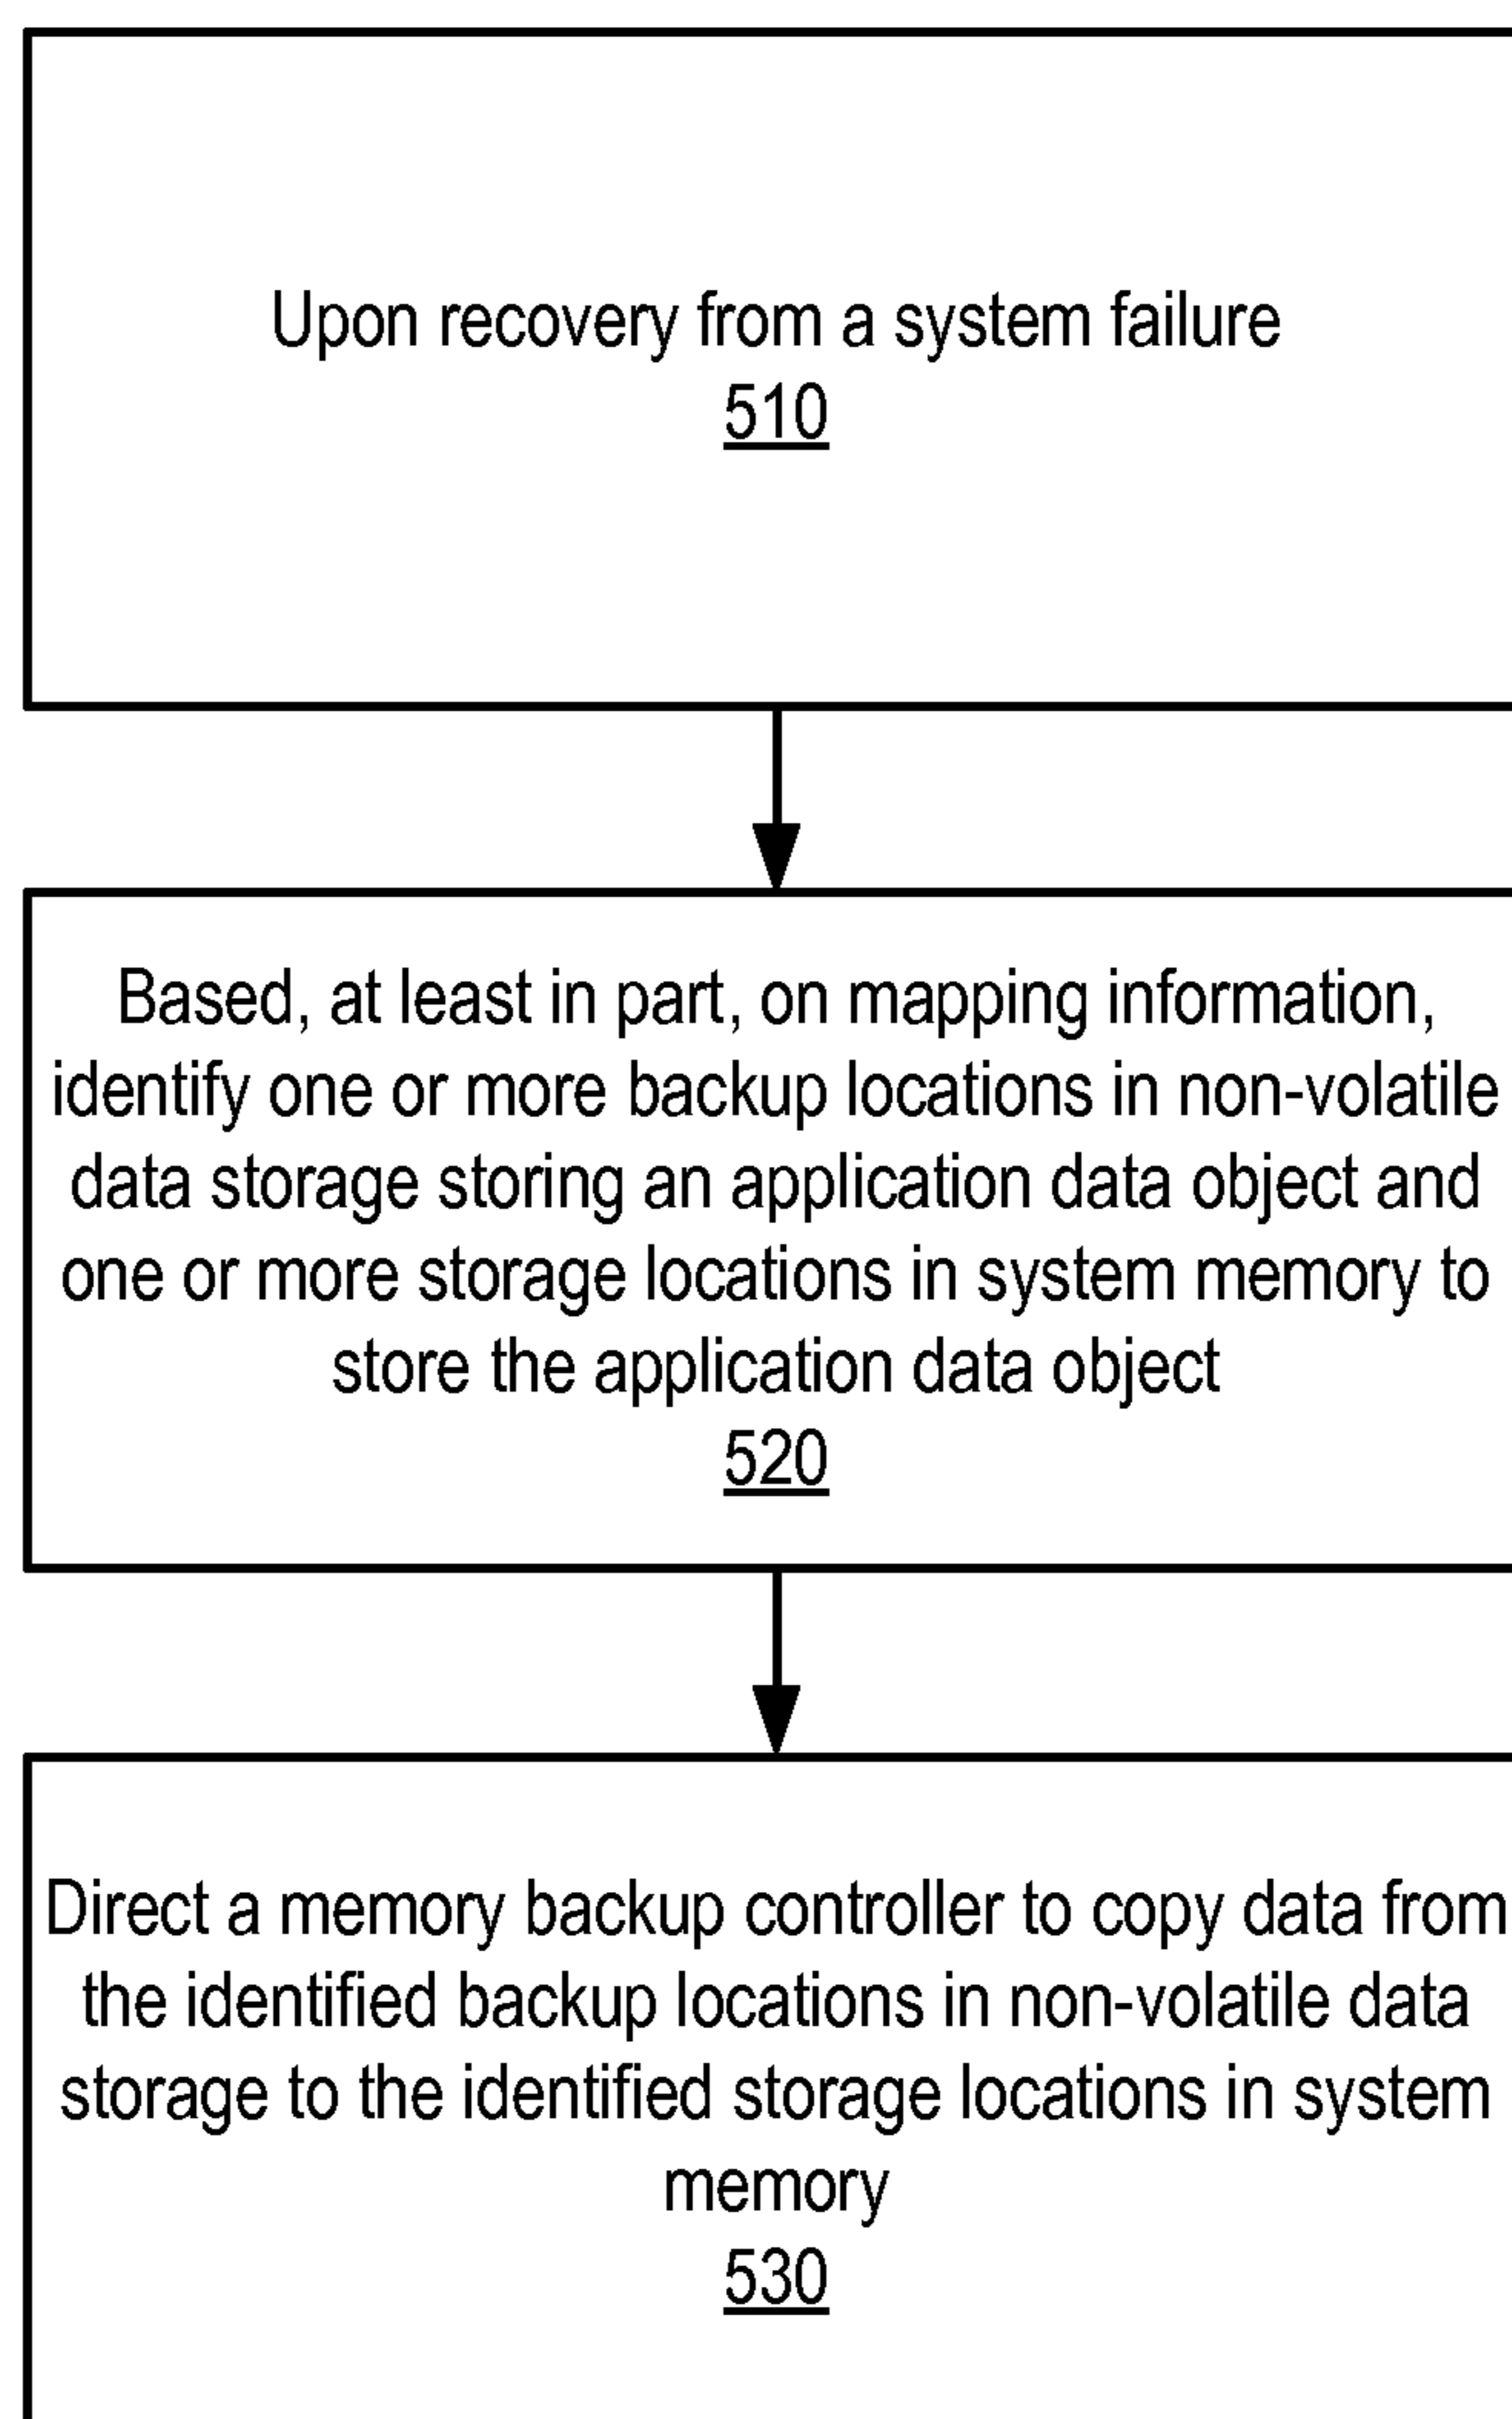 Upon recovery from a system failure
510
Based, at least in part, on mapping information,
identify one or more backup locations in non-volatile
data storage storing an application data object and
one or more storage locations in system memory to
store the application data object
520
Direct a memory backup controller to copy data from
the identified backup locations in non-volatile data
storage to the identified storage locations in system
memory
530